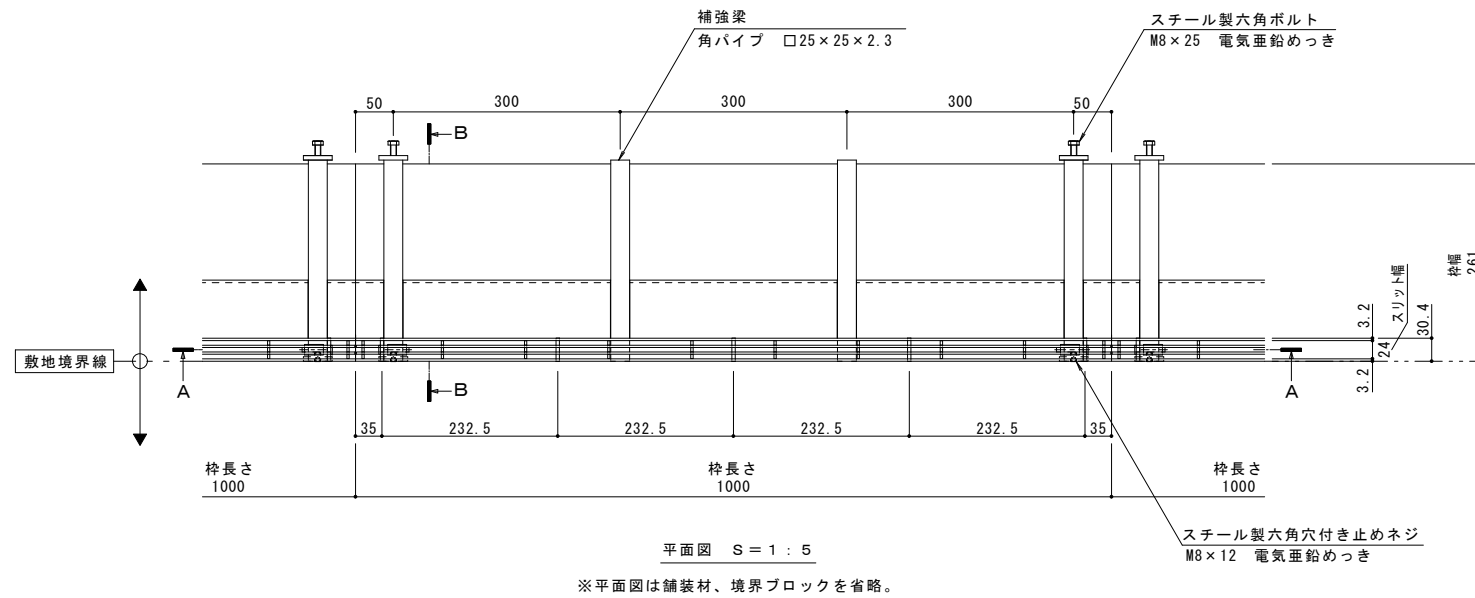 補強梁
角パイプ □25×25×2.3
スチール製六角ボルト
M8×25 電気亜鉛めっき
50 300 300 300 50
B
枠幅
261
スリット幅
3.2
24
3.2
30.4
敷地境界線
A
B
A
35 232.5 232.5 232.5 232.5 35
枠長さ
1000
枠長さ
1000
枠長さ
1000
スチール製六角穴付き止めネジ
M8×12 電気亜鉛めっき
平面図 S=1:5
※平面図は舗装材、境界ブロックを省略。